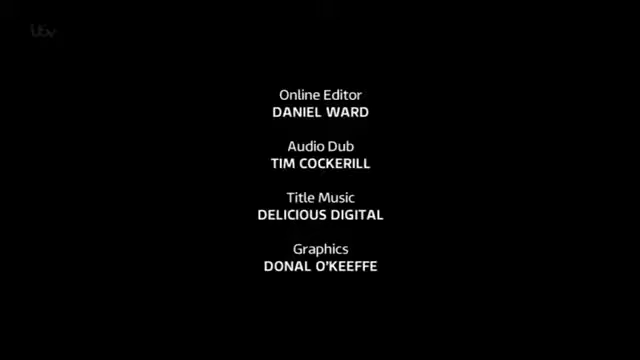 itv
Online Editor
DANIEL WARD
Audio Dub
TIM COCKERILL
Title Music
DELICIOUS DIGITAL
Graphics
DONAL O'KEEFFE